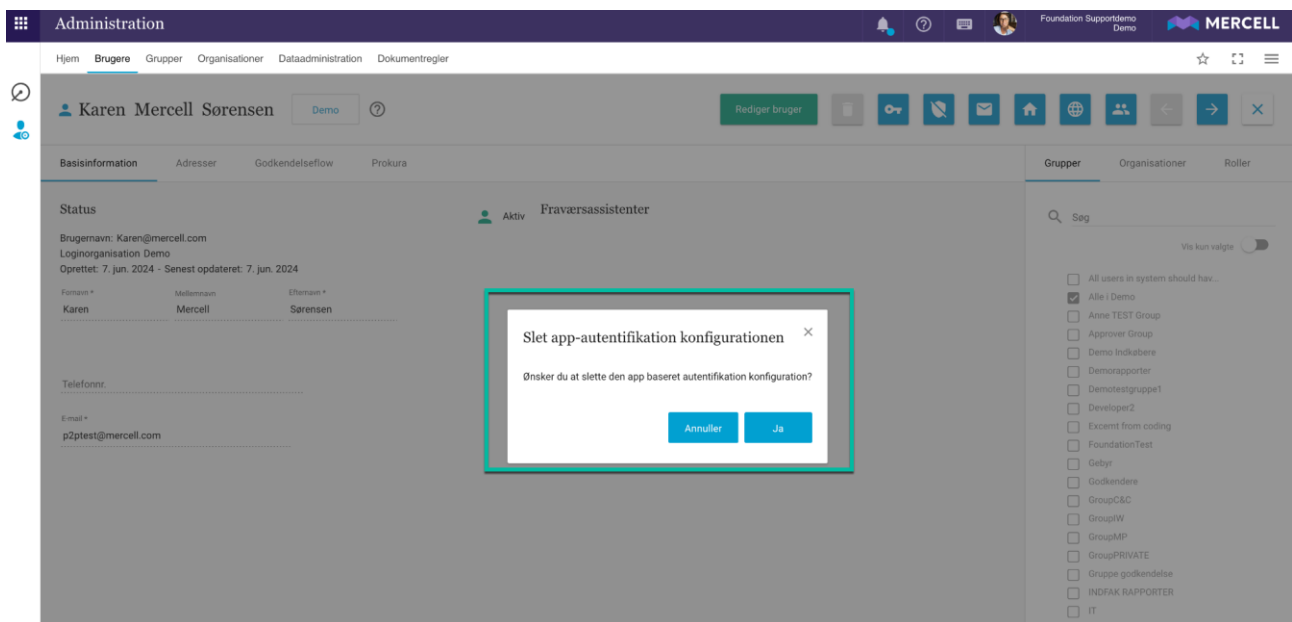 Administration
Foundation Supportdemo
Demo
MERCELL
Hjem Brugere Grupper Organisationer Dataadministration Dokumentregler
Karen Mercell Sørensen
Demo
Rediger bruger
Basisinformation Adresser Godkendelseflow Prokura
Grupper Organisationer Roller
Status
Aktiv
Fraværsassistenter
Søg
Brugernavn: Karen@mercell.com
Loginorganisation Demo
Oprettet: 7. jun. 2024 - Senest opdateret: 7. jun. 2024
Vis kun valgte
Fornavn * Mellemnavn Efternavn *
Karen Mercell Sørensen
Telefonnr.
E-mail *
p2ptest@mercell.com
Slet app-autentifikation konfigurationen
Ønsker du at slette den app baseret autentifikation konfiguration?
Annuller Ja
All users in system should hav...
Alle i Demo
Anne TEST Group
Approver Group
Demo Indkøbere
Demorapporter
Demotestgruppe1
Developer2
Excemt from coding
FoundationTest
Gebyr
Godkendere
GroupC&C
GroupIW
GroupMP
GroupPRIVATE
Gruppe godkendelse
INDFAK RAPPORTER
IT